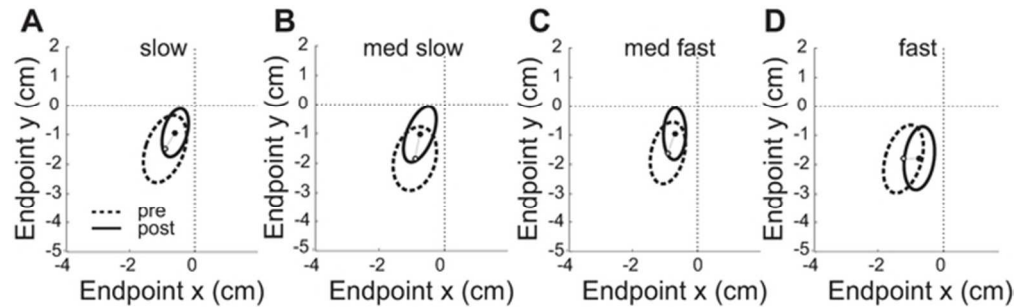 A
slow
Endpoint y (cm)
2
1
0
-1
-2
-3
-4
-5
pre
post
-4
-2
0
Endpoint x (cm)
B
med slow
Endpoint y (cm)
2
1
0
-1
-2
-3
-4
-5
-4
-2
0
Endpoint x (cm)
C
med fast
Endpoint y (cm)
2
1
0
-1
-2
-3
-4
-5
-4
-2
0
Endpoint x (cm)
D
fast
Endpoint y (cm)
2
1
0
-1
-2
-3
-4
-5
-4
-2
0
Endpoint x (cm)